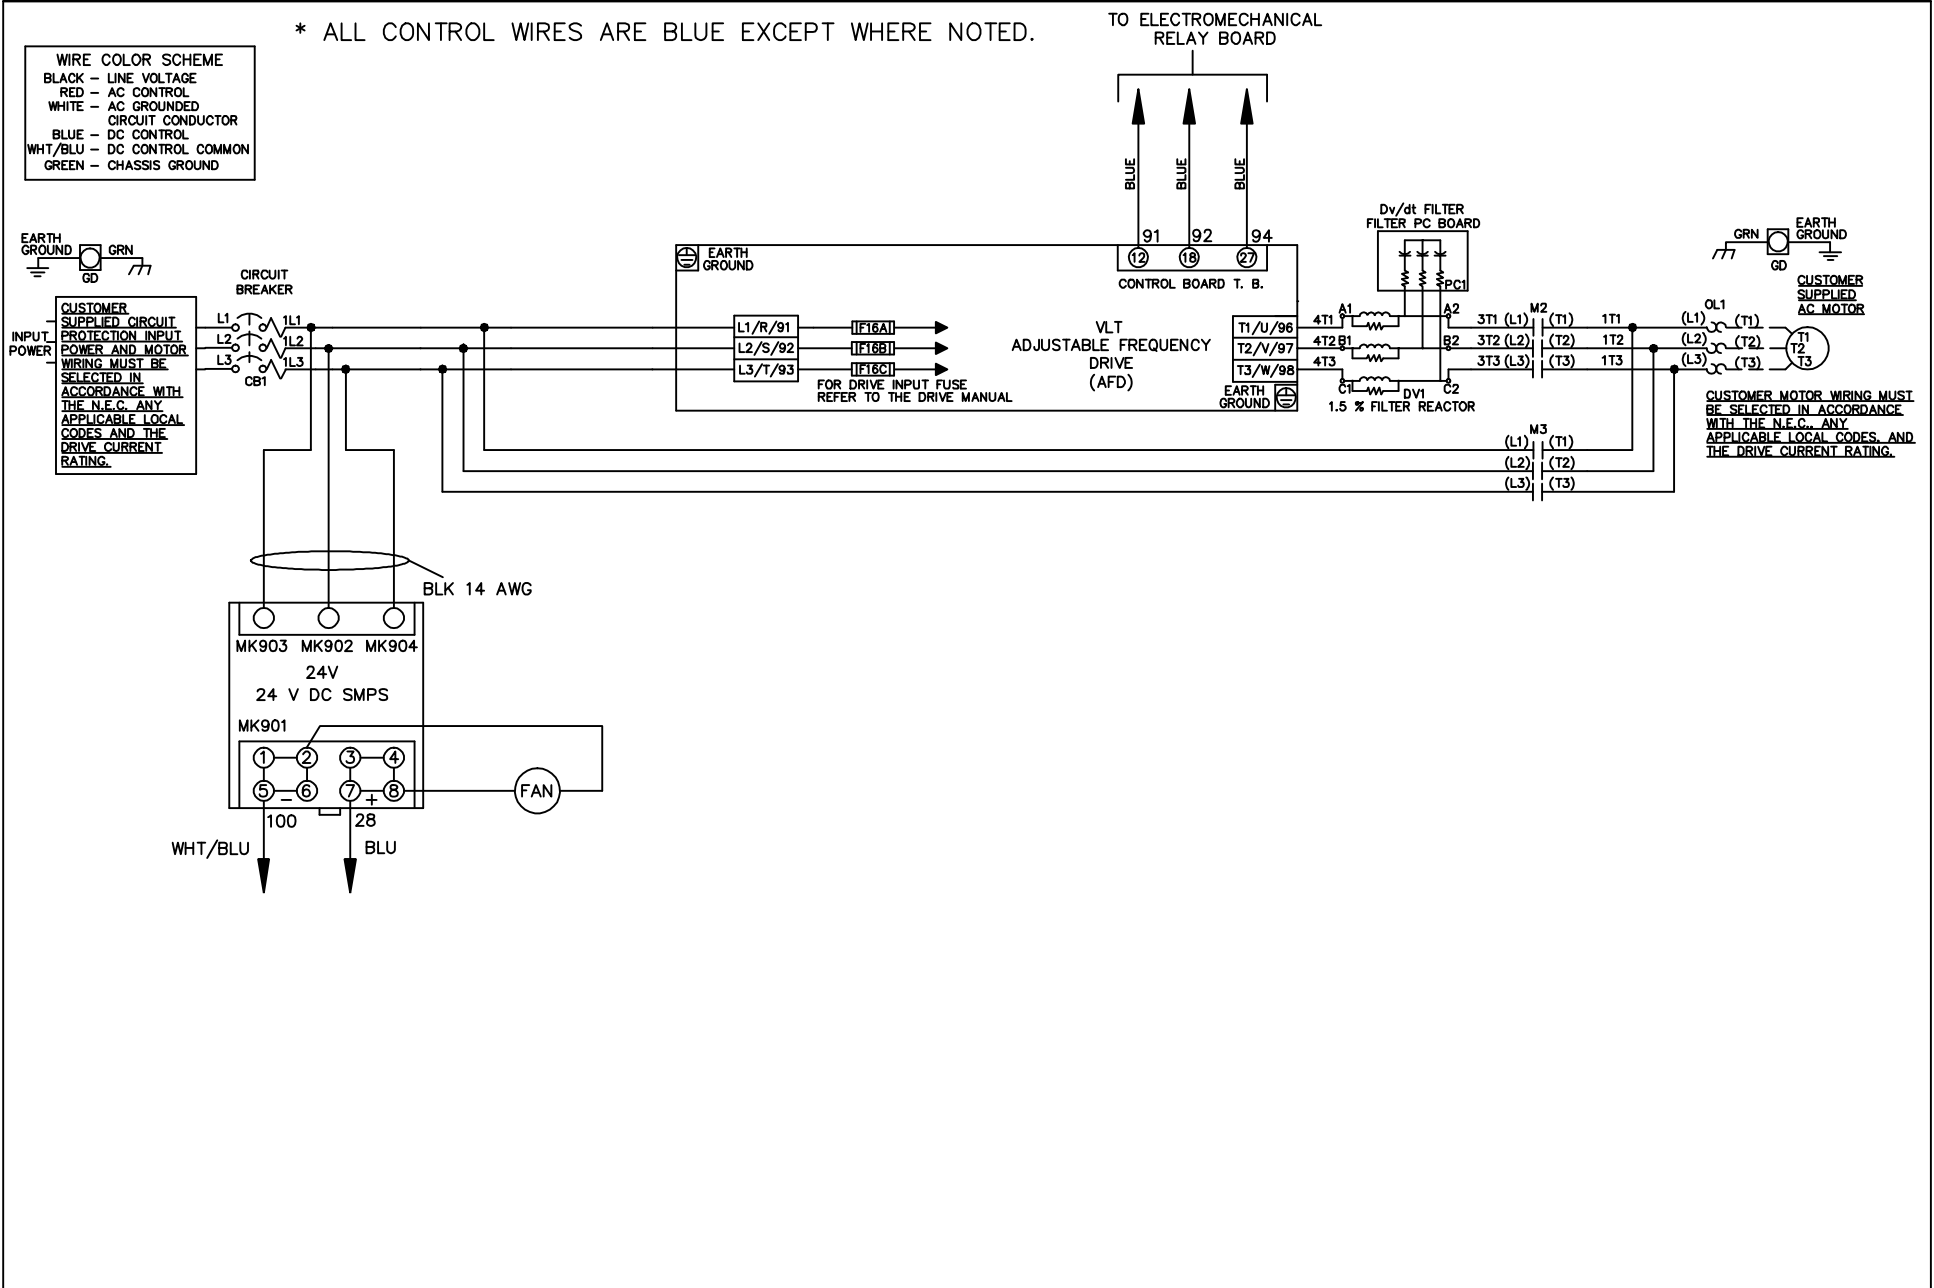 * ALL CONTROL WIRES ARE BLUE EXCEPT WHERE NOTED.
WIRE COLOR SCHEME
BLACK – LINE VOLTAGE
RED – AC CONTROL
WHITE – AC GROUNDED
CIRCUIT CONDUCTOR
BLUE – DC CONTROL
WHT/BLU – DC CONTROL COMMON
GREEN – CHASSIS GROUND
TO ELECTROMECHANICAL
RELAY BOARD
BLUE
BLUE
BLUE
91 92 94
12 18 27
CONTROL BOARD T. B.
EARTH
GROUND
GRN
GD
CIRCUIT
BREAKER
INPUT
POWER
CUSTOMER
SUPPLIED CIRCUIT
PROTECTION INPUT
POWER AND MOTOR
WIRING MUST BE
SELECTED IN
ACCORDANCE WITH
THE N.E.C. ANY
APPLICABLE LOCAL
CODES AND THE
DRIVE CURRENT
RATING.
L1 1L1
L2 1L2
L3 1L3
CB1
EARTH
GROUND
L1/R/91 F16A
L2/S/92 F16B
L3/T/93 F16C
FOR DRIVE INPUT FUSE
REFER TO THE DRIVE MANUAL
VLT
ADJUSTABLE FREQUENCY
DRIVE
(AFD)
T1/U/96
T2/V/97
T3/W/98
EARTH
GROUND
Dv/dt FILTER
FILTER PC BOARD
PC1
4T1 A1 A2
4T2 B1 B2
4T3 C1 C2
DV1
1.5 % FILTER REACTOR
M2
3T1 (L1) (T1) 1T1
3T2 (L2) (T2) 1T2
3T3 (L3) (T3) 1T3
M3
(L1) (T1)
(L2) (T2)
(L3) (T3)
OL1
(L1) (T1)
(L2) (T2)
(L3) (T3)
T1
T2
T3
GRN
GD
EARTH
GROUND
CUSTOMER
SUPPLIED
AC MOTOR
CUSTOMER MOTOR WIRING MUST
BE SELECTED IN ACCORDANCE
WITH THE N.E.C., ANY
APPLICABLE LOCAL CODES, AND
THE DRIVE CURRENT RATING.
BLK 14 AWG
MK903 MK902 MK904
24V
24 V DC SMPS
MK901
1 2 3 4
5 – 6 7 + 8
FAN
100 28
WHT/BLU BLU